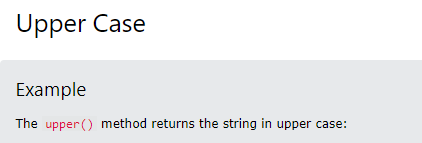 Upper Case
Example
The upper() method returns the string in upper case: